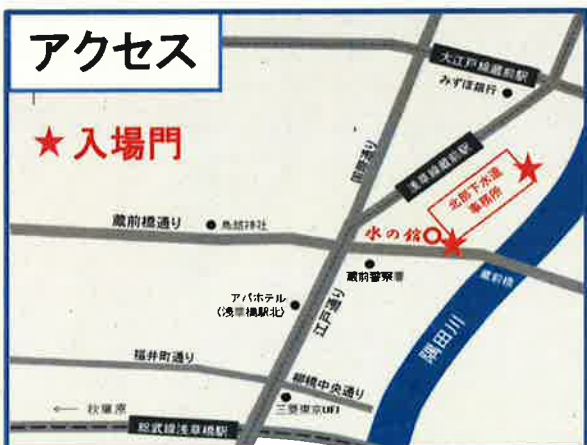 アクセス
★入場門
大江戸線蔵前駅
みずほ銀行
国際通り
浅草線蔵前駅
北部下水道
事務所
蔵前橋通り
鳥越神社
水の館
蔵前警察署
蔵前橋
アパホテル
(浅草橋駅北)
江戸通り
隅田川
福井町通り
柳橋中央通り
← 秋葉原
三菱東京UFJ
総武線浅草橋駅